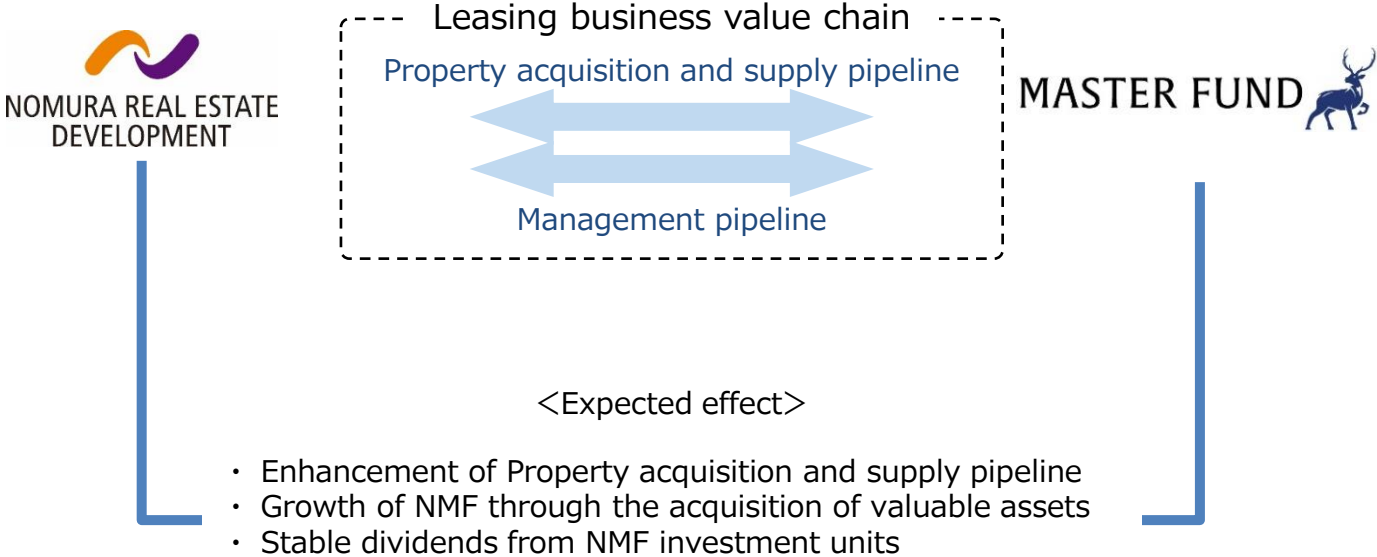 Leasing business value chain
Property acquisition and supply pipeline
NOMURA REAL ESTATE
DEVELOPMENT
MASTER FUND
Management pipeline
<Expected effect>
・ Enhancement of Property acquisition and supply pipeline
・ Growth of NMF through the acquisition of valuable assets
・ Stable dividends from NMF investment units